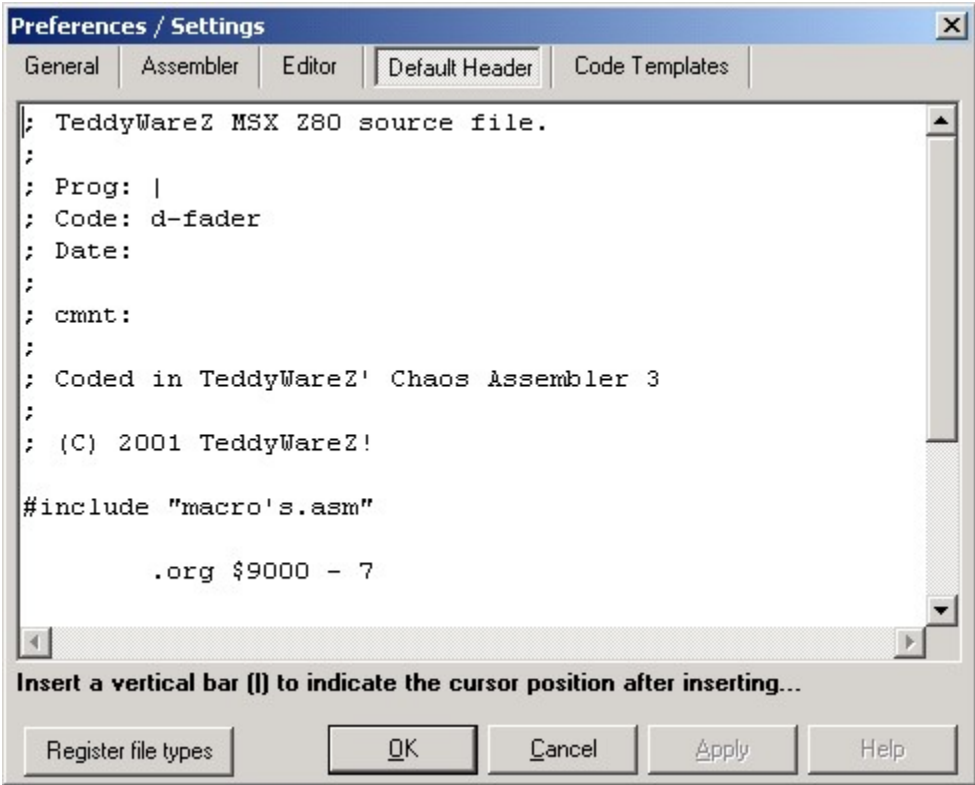 Preferences / Settings
General Assembler Editor Default Header Code Templates
; TeddyWareZ MSX Z80 source file.
;
; Prog: |
; Code: d-fader
; Date:
;
; cmnt:
;
; Coded in TeddyWareZ' Chaos Assembler 3
;
; (C) 2001 TeddyWareZ!
#include "macro's.asm"
.org $9000 - 7
Insert a vertical bar (|) to indicate the cursor position after inserting...
Register file types OK Cancel Apply Help